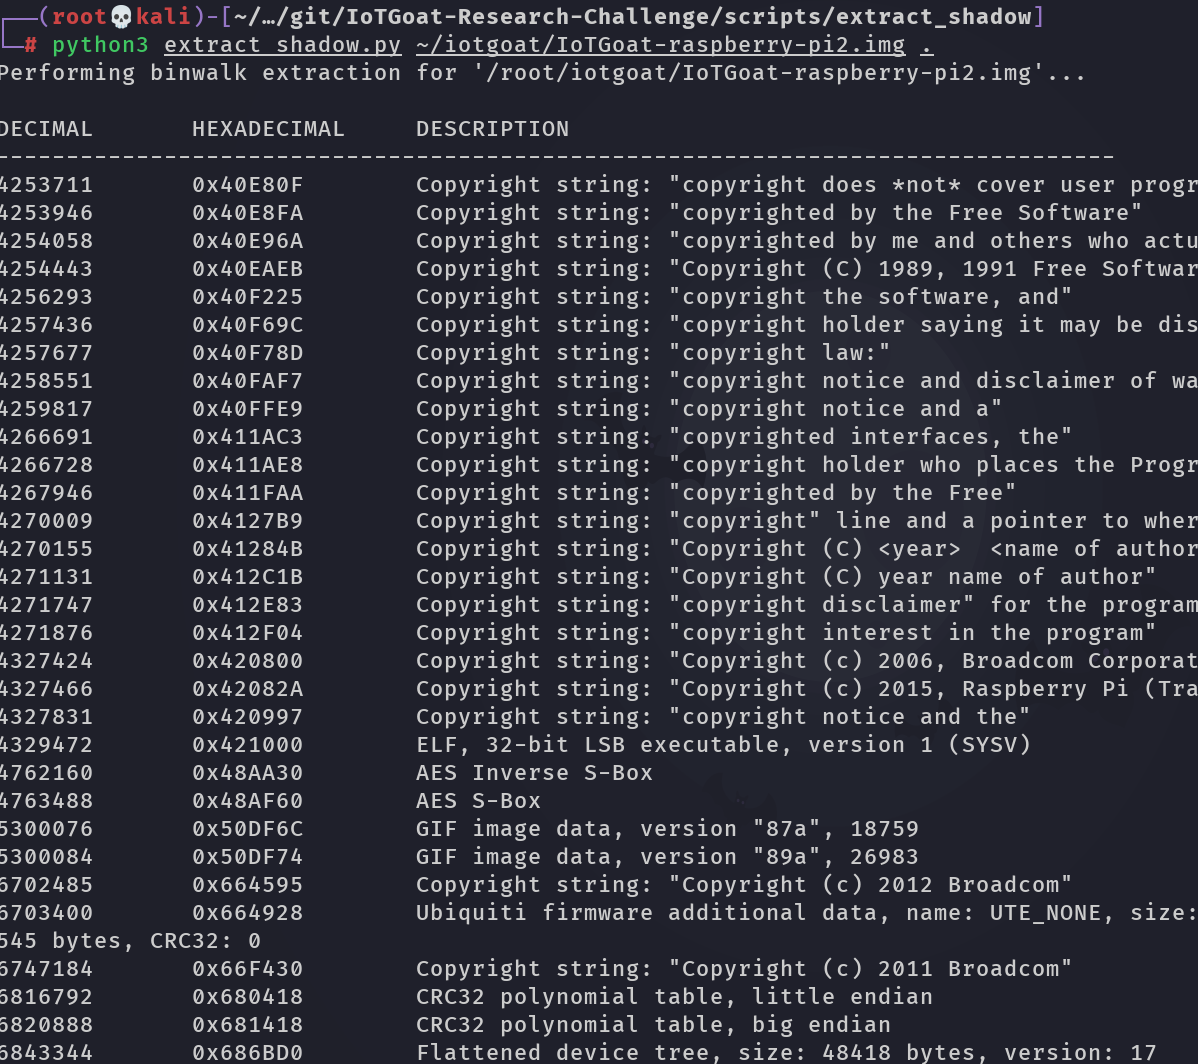 (root💀kali)-[~/…/git/IoTGoat-Research-Challenge/scripts/extract_shadow]
# python3 extract_shadow.py ~/iotgoat/IoTGoat-raspberry-pi2.img .
Performing binwalk extraction for '/root/iotgoat/IoTGoat-raspberry-pi2.img'...
DECIMAL HEXADECIMAL DESCRIPTION
--------------------------------------------------------------------------------
4253711 0x40E80F Copyright string: "copyright does *not* cover user progr
4253946 0x40E8FA Copyright string: "copyrighted by the Free Software"
4254058 0x40E96A Copyright string: "copyrighted by me and others who actu
4254443 0x40EAEB Copyright string: "Copyright (C) 1989, 1991 Free Softwar
4256293 0x40F225 Copyright string: "copyright the software, and"
4257436 0x40F69C Copyright string: "copyright holder saying it may be dis
4257677 0x40F78D Copyright string: "copyright law:"
4258551 0x40FAF7 Copyright string: "copyright notice and disclaimer of wa
4259817 0x40FFE9 Copyright string: "copyright notice and a"
4266691 0x411AC3 Copyright string: "copyrighted interfaces, the"
4266728 0x411AE8 Copyright string: "copyright holder who places the Progr
4267946 0x411FAA Copyright string: "copyrighted by the Free"
4270009 0x4127B9 Copyright string: "copyright" line and a pointer to wher
4270155 0x41284B Copyright string: "Copyright (C) <year>  <name of author
4271131 0x412C1B Copyright string: "Copyright (C) year name of author"
4271747 0x412E83 Copyright string: "copyright disclaimer" for the program
4271876 0x412F04 Copyright string: "copyright interest in the program"
4327424 0x420800 Copyright string: "Copyright (c) 2006, Broadcom Corporat
4327466 0x42082A Copyright string: "Copyright (c) 2015, Raspberry Pi (Tra
4327831 0x420997 Copyright string: "copyright notice and the"
4329472 0x421000 ELF, 32-bit LSB executable, version 1 (SYSV)
4762160 0x48AA30 AES Inverse S-Box
4763488 0x48AF60 AES S-Box
5300076 0x50DF6C GIF image data, version "87a", 18759
5300084 0x50DF74 GIF image data, version "89a", 26983
6702485 0x664595 Copyright string: "Copyright (c) 2012 Broadcom"
6703400 0x664928 Ubiquiti firmware additional data, name: UTE_NONE, size:
545 bytes, CRC32: 0
6747184 0x66F430 Copyright string: "Copyright (c) 2011 Broadcom"
6816792 0x680418 CRC32 polynomial table, little endian
6820888 0x681418 CRC32 polynomial table, big endian
6843344 0x686BD0 Flattened device tree, size: 48418 bytes, version: 17